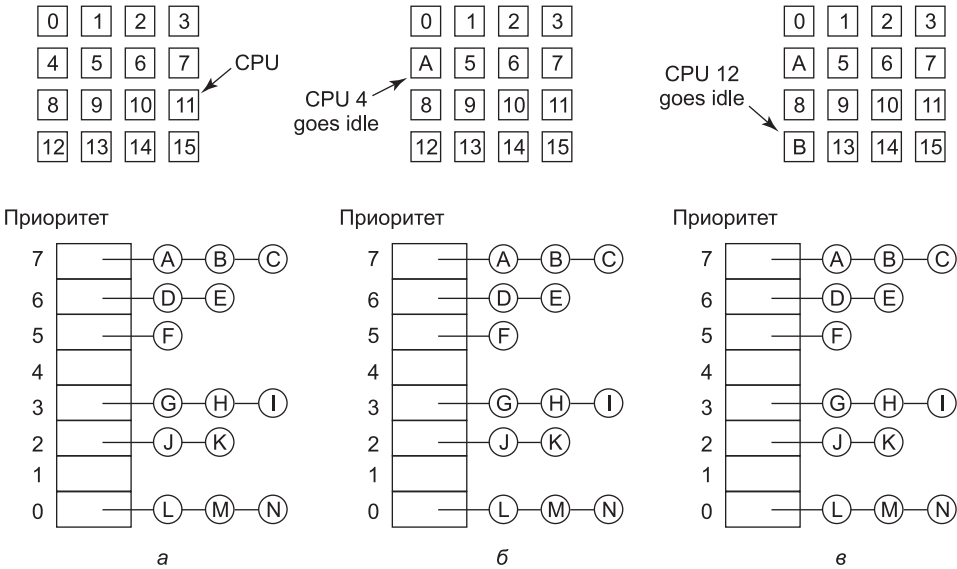 0 1 2 3
4 5 6 7
8 9 10 11
12 13 14 15
CPU
0 1 2 3
A 5 6 7
8 9 10 11
12 13 14 15
CPU 4
goes idle
0 1 2 3
A 5 6 7
8 9 10 11
B 13 14 15
CPU 12
goes idle
Приоритет
7 A B C
6 D E
5 F
4
3 G H I
2 J K
1
0 L M N
а
Приоритет
7 A B C
6 D E
5 F
4
3 G H I
2 J K
1
0 L M N
б
Приоритет
7 A B C
6 D E
5 F
4
3 G H I
2 J K
1
0 L M N
в